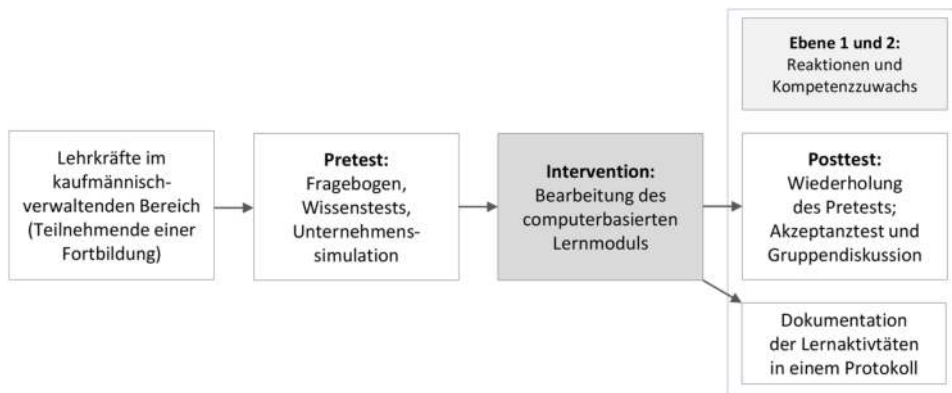 Lehrkräfte im
kaufmännisch-
verwaltenden Bereich
(Teilnehmende einer
Fortbildung)
Pretest:
Fragebogen,
Wissenstests,
Unternehmens-
simulation
Intervention:
Bearbeitung des
computerbasierten
Lernmoduls
Ebene 1 und 2:
Reaktionen und
Kompetenzzuwachs
Posttest:
Wiederholung
des Pretests;
Akzeptanztest und
Gruppendiskussion
Dokumentation
der Lernaktivtäten
in einem Protokoll